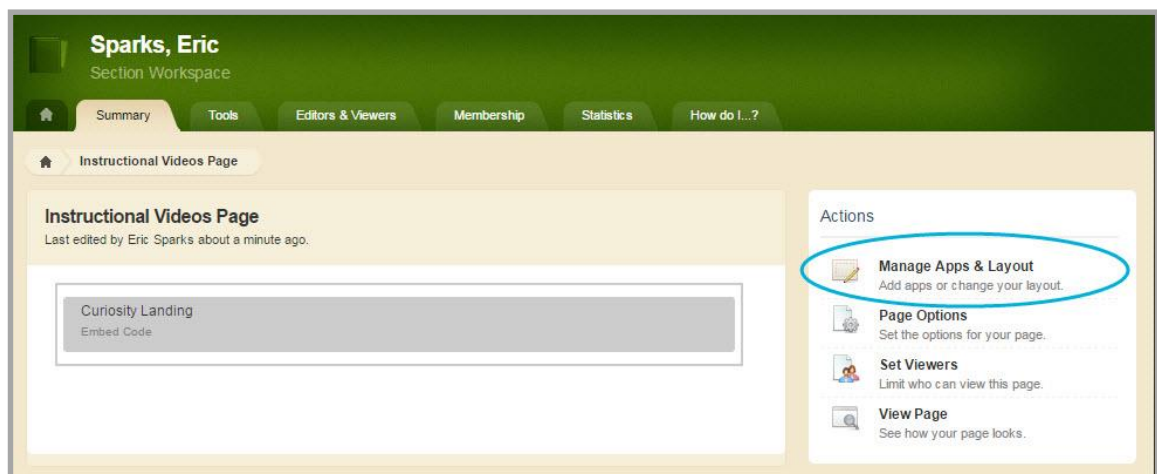 Sparks, Eric
Section Workspace
Summary Tools Editors & Viewers Membership Statistics How do I...?
Instructional Videos Page
Instructional Videos Page
Last edited by Eric Sparks about a minute ago.
Curiosity Landing
Embed Code
Actions
Manage Apps & Layout
Add apps or change your layout.
Page Options
Set the options for your page.
Set Viewers
Limit who can view this page.
View Page
See how your page looks.